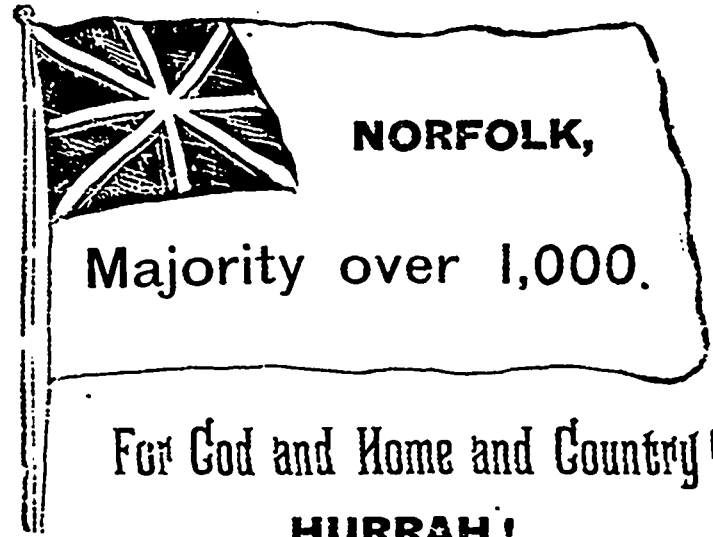 NORFOLK,
Majority over 1,000.
For God and Home and Country
HURRAH!